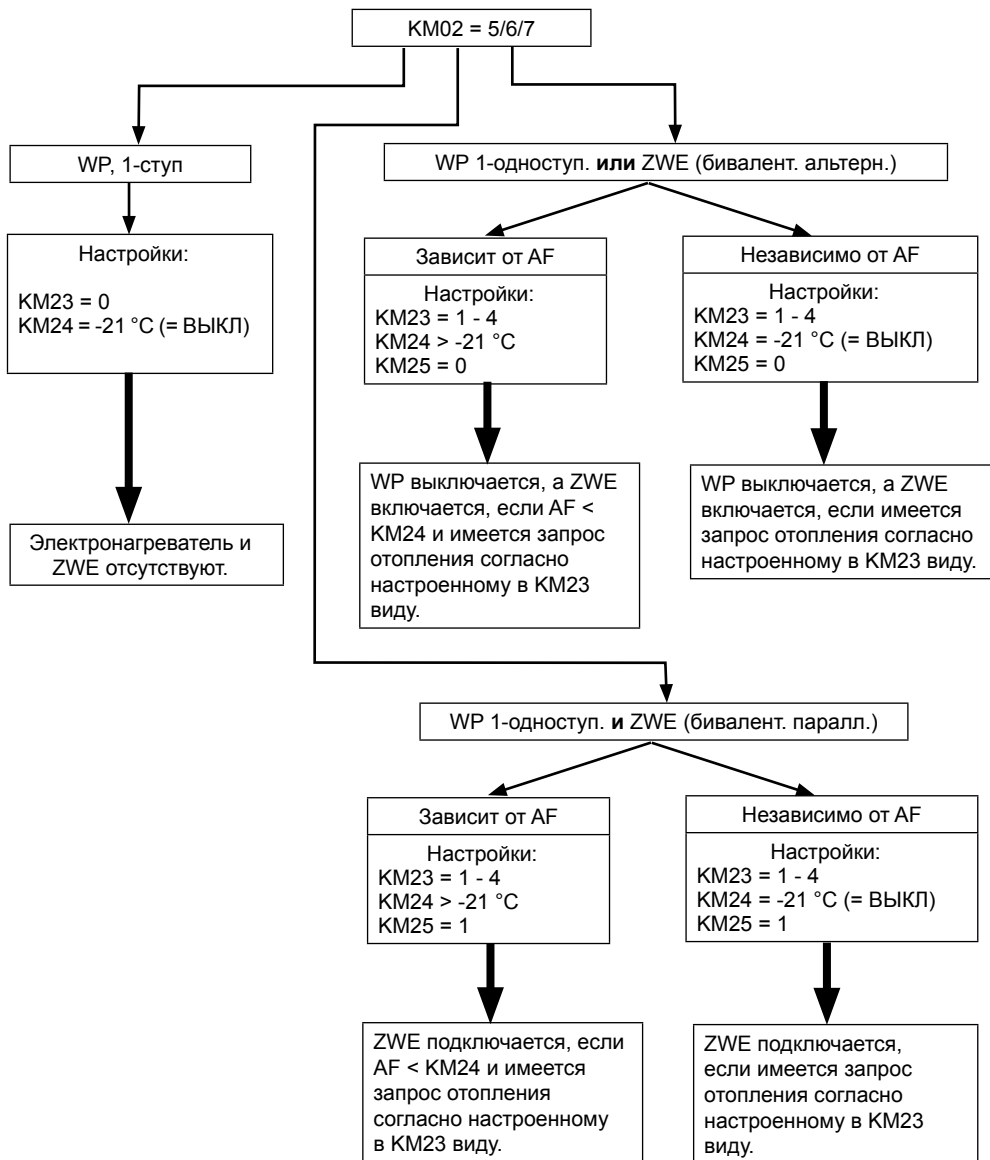 KM02 = 5/6/7
WP, 1-ступ
Настройки:
KM23 = 0
KM24 = -21 °C (= ВЫКЛ)
Электронагреватель и
ZWE отсутствуют.
WP 1-одноступ. или ZWE (бивалент. альтерн.)
Зависит от AF
Настройки:
KM23 = 1 - 4
KM24 > -21 °C
KM25 = 0
WP выключается, а ZWE
включается, если AF <
KM24 и имеется запрос
отопления согласно
настроенному в KM23
виду.
Независимо от AF
Настройки:
KM23 = 1 - 4
KM24 = -21 °C (= ВЫКЛ)
KM25 = 0
WP выключается, а ZWE
включается, если имеется
запрос отопления согласно
настроенному в KM23 виду.
WP 1-одноступ. и ZWE (бивалент. паралл.)
Зависит от AF
Настройки:
KM23 = 1 - 4
KM24 > -21 °C
KM25 = 1
ZWE подключается, если
AF < KM24 и имеется
запрос отопления
согласно настроенному
в KM23 виду.
Независимо от AF
Настройки:
KM23 = 1 - 4
KM24 = -21 °C (= ВЫКЛ)
KM25 = 1
ZWE подключается,
если имеется запрос
отопления согласно
настроенному в KM23
виду.